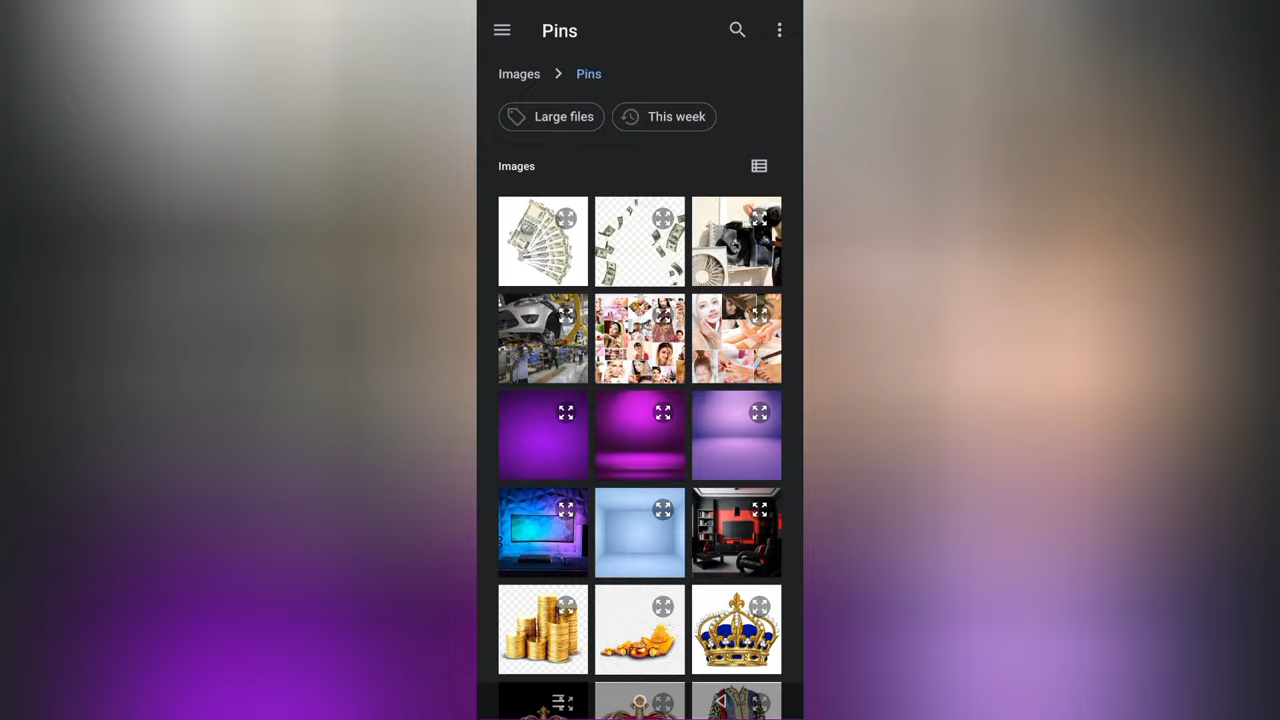 Pins
Images > Pins
Large files
This week
Images